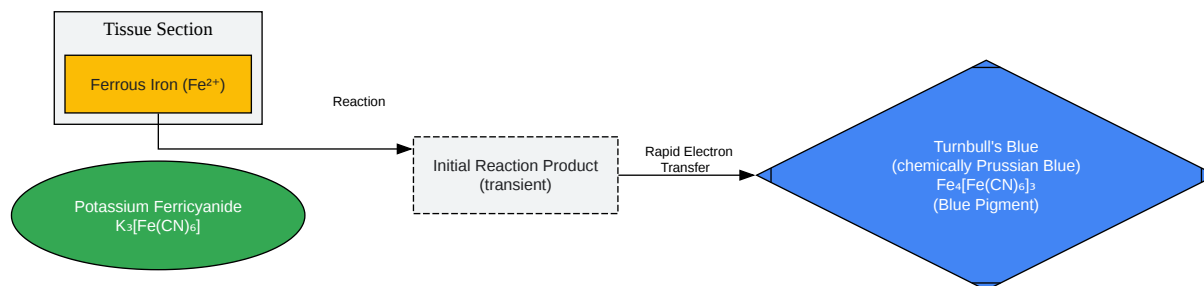 Tissue Section
Ferrous Iron (Fe²⁺)
Reaction
Potassium Ferricyanide
K₃[Fe(CN)₆]
Initial Reaction Product
(transient)
Rapid Electron
Transfer
Turnbull's Blue
(chemically Prussian Blue)
Fe₄[Fe(CN)₆]₃
(Blue Pigment)